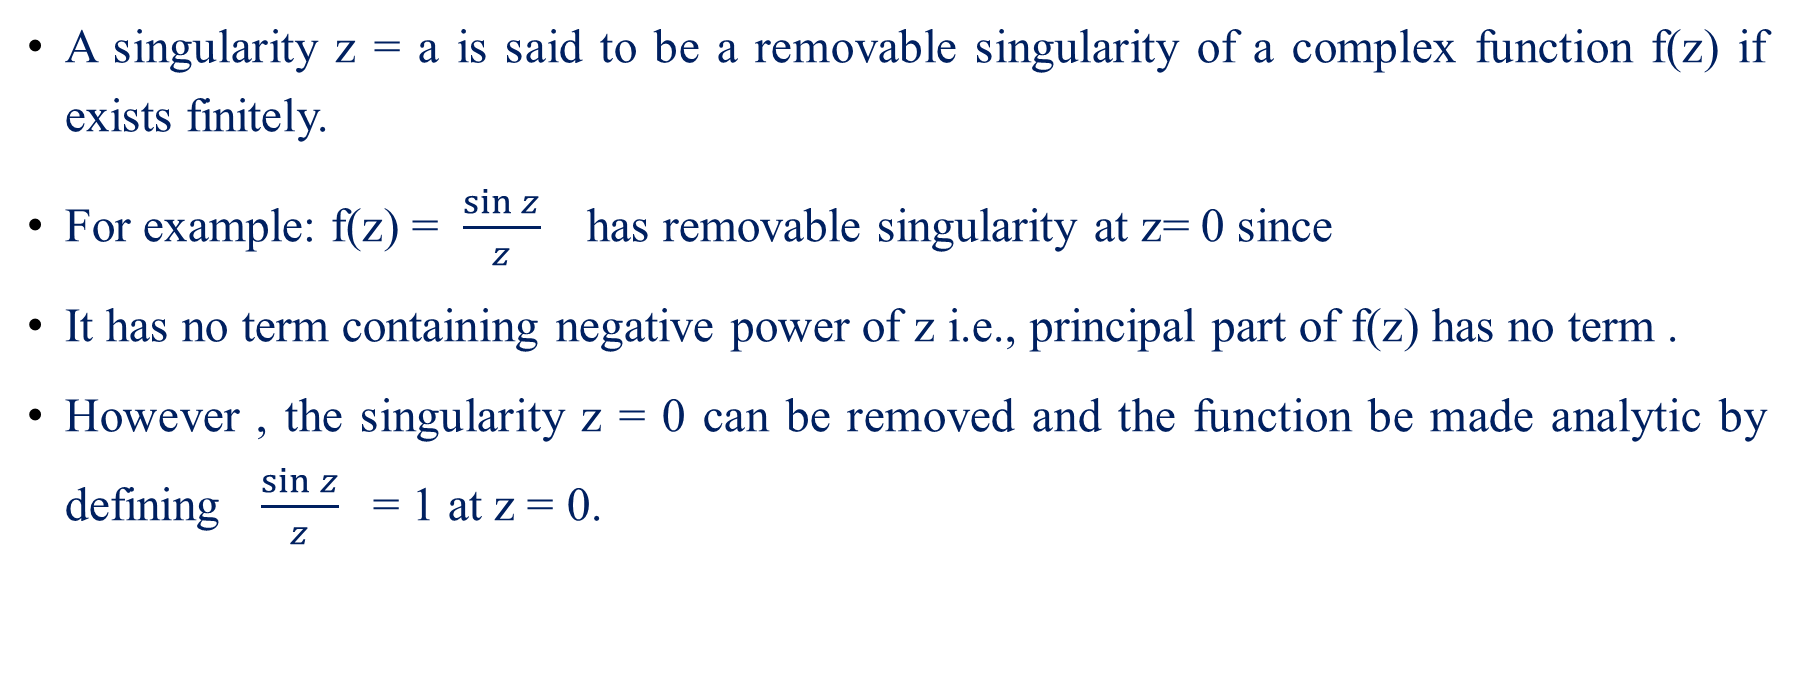 • A singularity z = a is said to be a removable singularity of a complex function f(z) if
exists finitely.
• For example: f(z) = \frac{\sin z}{z} has removable singularity at z= 0 since
• It has no term containing negative power of z i.e., principal part of f(z) has no term .
• However , the singularity z = 0 can be removed and the function be made analytic by
defining \frac{\sin z}{z} = 1 at z = 0.